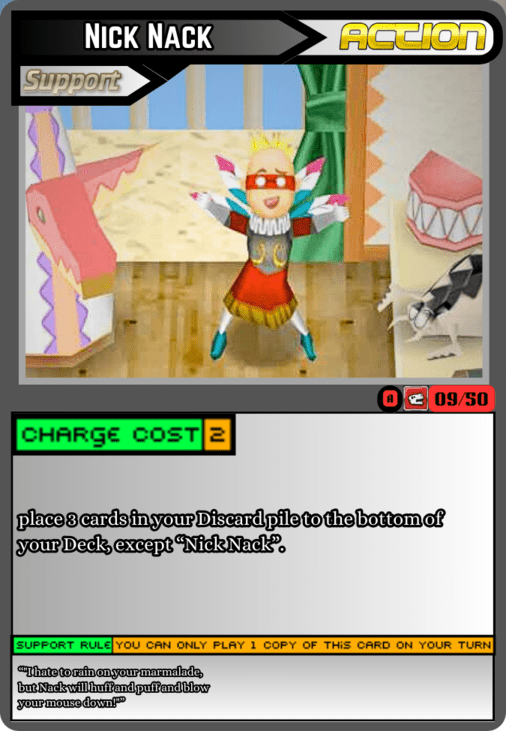 Nick Nack
ACTION
Support
A
09/50
CHARGE COST 2
place 3 cards in your Discard pile to the bottom of
your Deck, except “Nick Nack”.
SUPPORT RULE YOU CAN ONLY PLAY 1 COPY OF THIS CARD ON YOUR TURN
“"I hate to rain on your marmalade,
but Nack will huff and puff and blow
your mouse down!"”